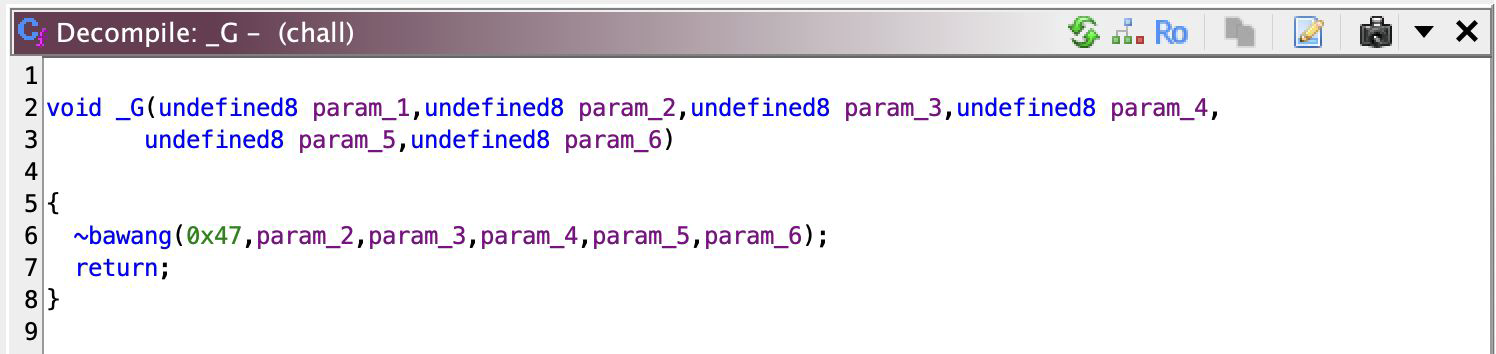 Decompile: _G – (chall)
Ro
1
2 void _G(undefined8 param_1,undefined8 param_2,undefined8 param_3,undefined8 param_4,
3 undefined8 param_5,undefined8 param_6)
4
5 {
6 ~bawang(0x47,param_2,param_3,param_4,param_5,param_6);
7 return;
8 }
9